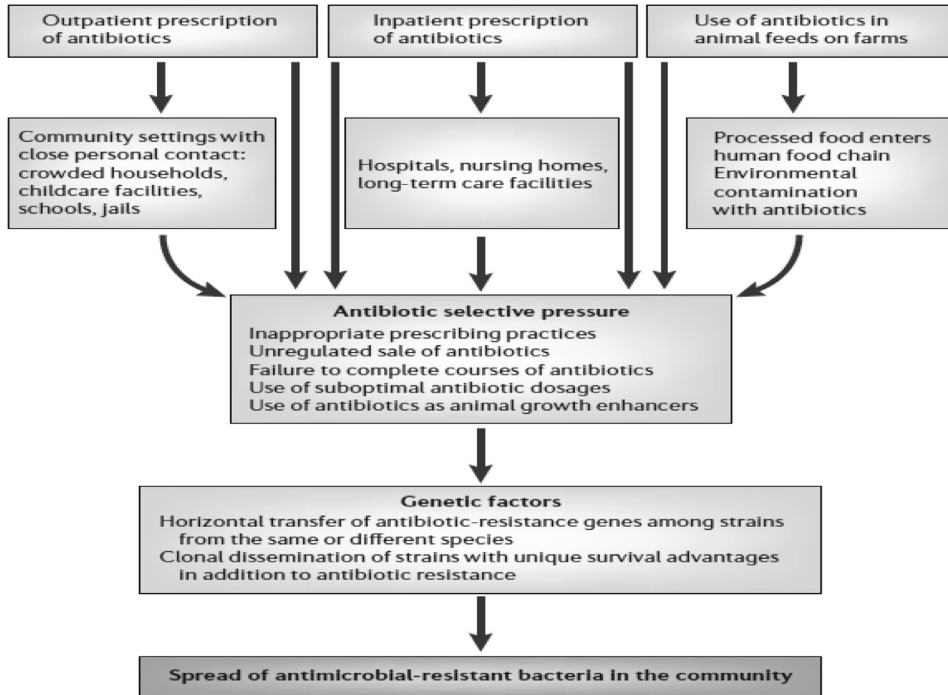 Outpatient prescription
of antibiotics
Inpatient prescription
of antibiotics
Use of antibiotics in
animal feeds on farms
Community settings with
close personal contact:
crowded households,
childcare facilities,
schools, jails
Hospitals, nursing homes,
long-term care facilities
Processed food enters
human food chain
Environmental
contamination
with antibiotics
Antibiotic selective pressure
Inappropriate prescribing practices
Unregulated sale of antibiotics
Failure to complete courses of antibiotics
Use of suboptimal antibiotic dosages
Use of antibiotics as animal growth enhancers
Genetic factors
Horizontal transfer of antibiotic-resistance genes among strains
from the same or different species
Clonal dissemination of strains with unique survival advantages
in addition to antibiotic resistance
Spread of antimicrobial-resistant bacteria in the community